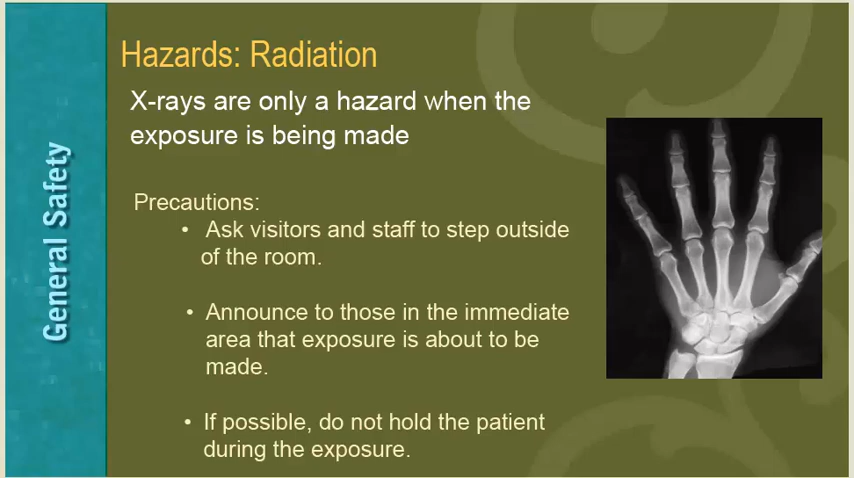 General Safety
Hazards: Radiation
X-rays are only a hazard when the
exposure is being made
Precautions:
• Ask visitors and staff to step outside
of the room.
• Announce to those in the immediate
area that exposure is about to be
made.
• If possible, do not hold the patient
during the exposure.